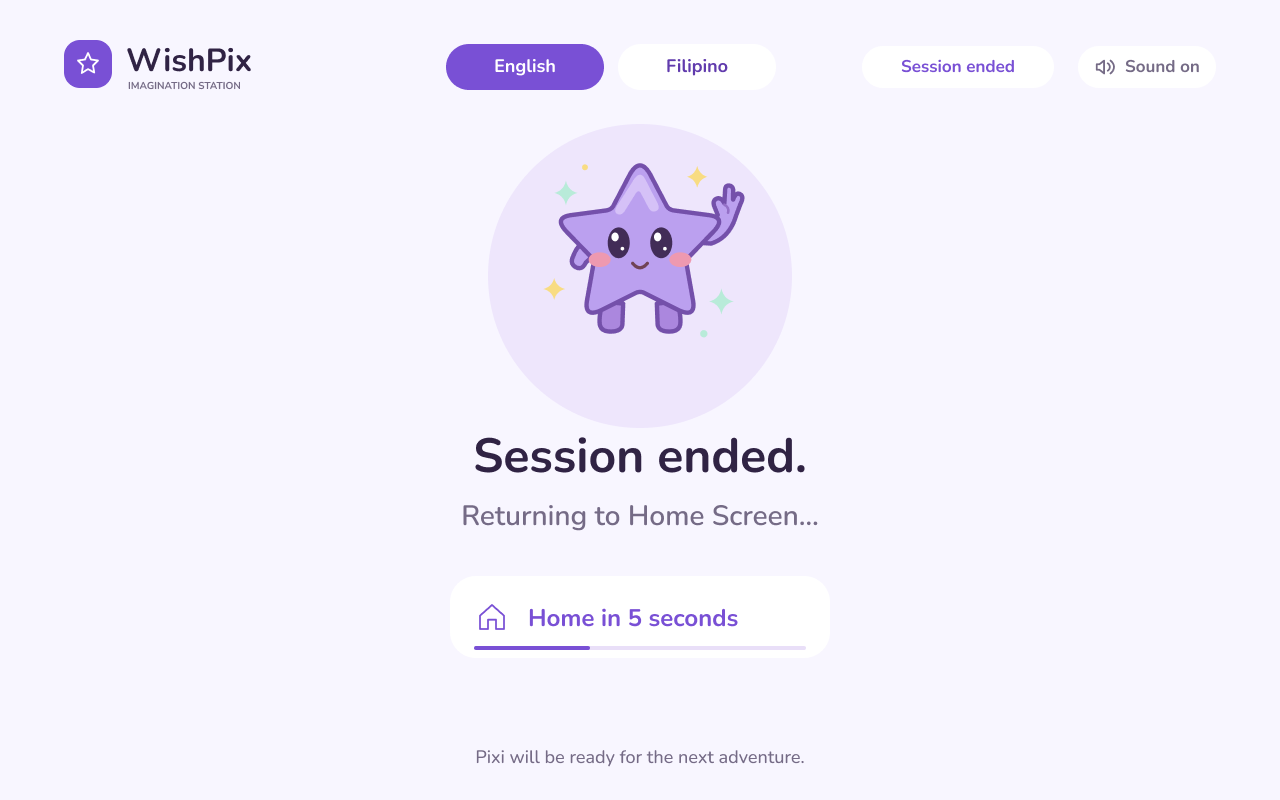 WishPix
IMAGINATION STATION
English
Filipino
Session ended
Sound on
Session ended.
Returning to Home Screen...
Home in 5 seconds
Pixi will be ready for the next adventure.